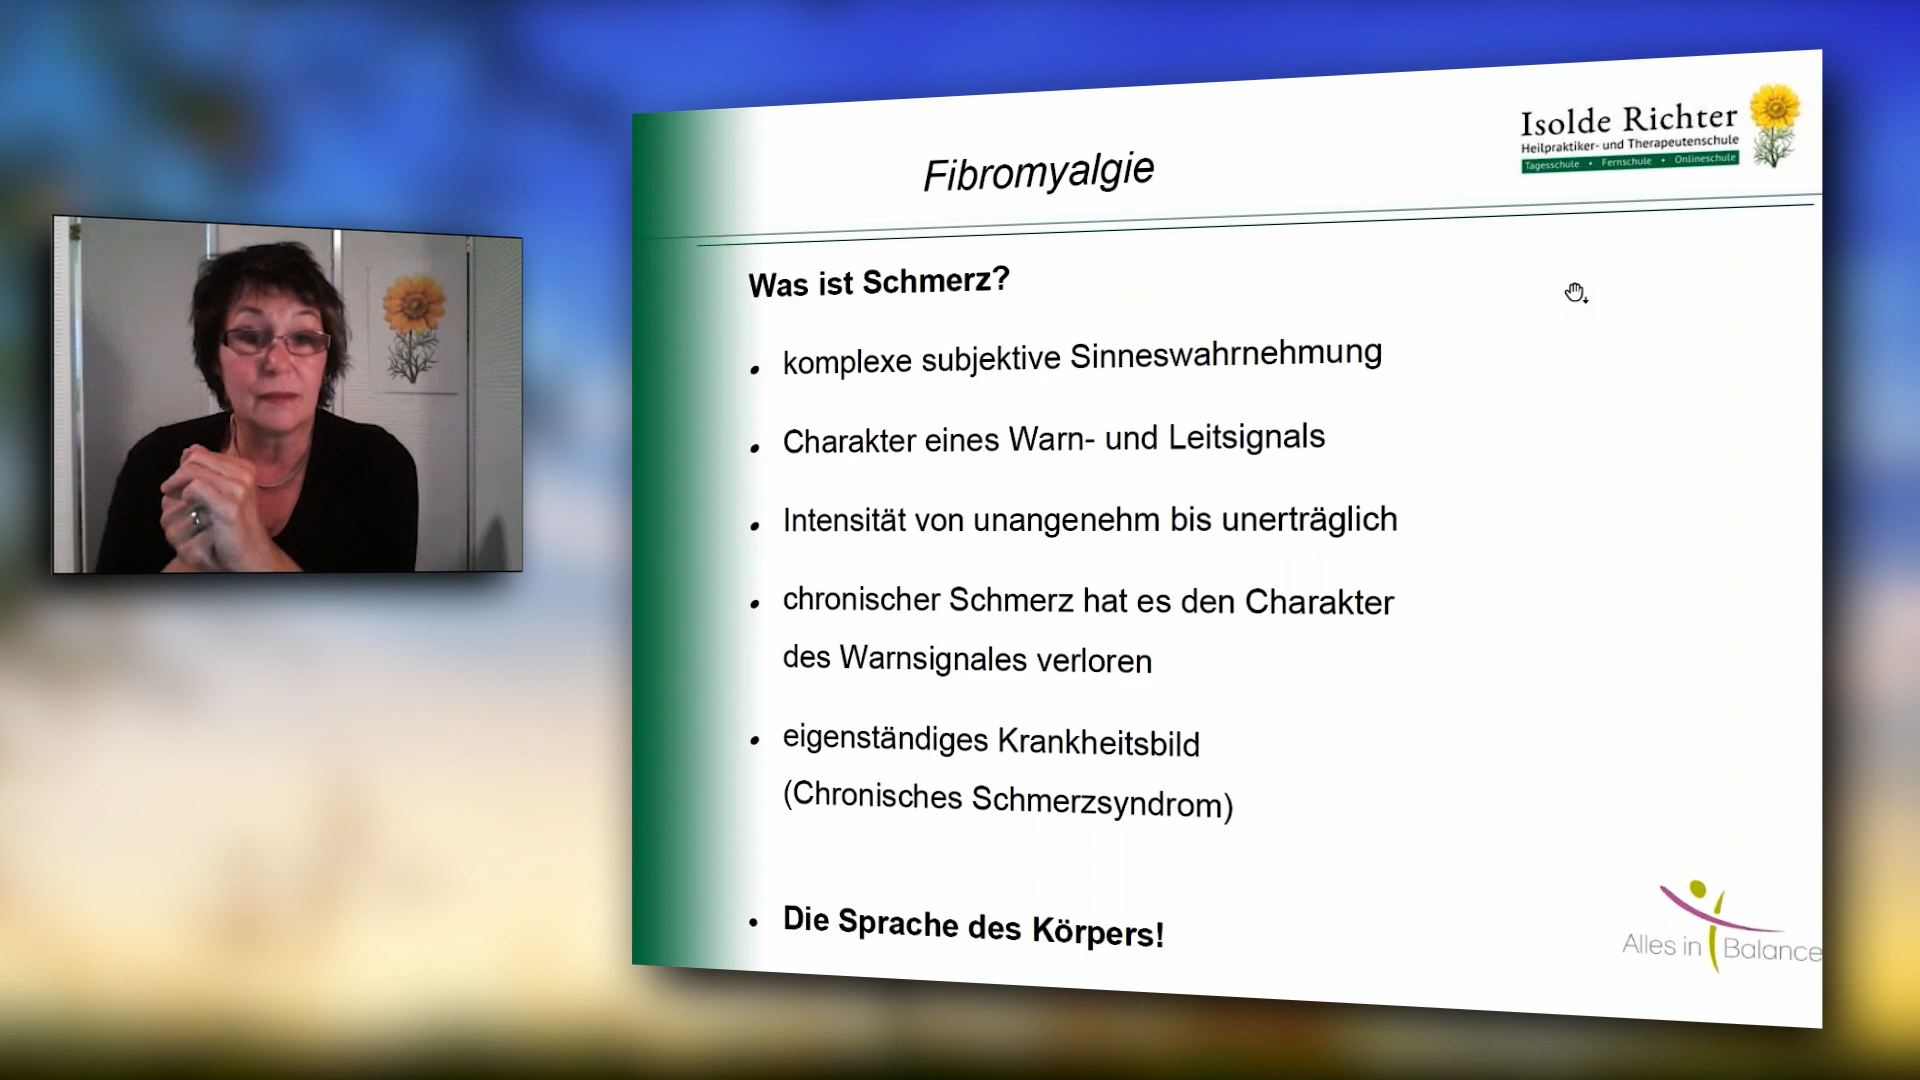 Isolde Richter
Heilpraktiker- und Therapeutenschule
Tagesschule • Fernschule • Onlineschule
Fibromyalgie
Was ist Schmerz?
• komplexe subjektive Sinneswahrnehmung
• Charakter eines Warn- und Leitsignals
• Intensität von unangenehm bis unerträglich
• chronischer Schmerz hat es den Charakter
des Warnsignales verloren
• eigenständiges Krankheitsbild
(Chronisches Schmerzsyndrom)
• Die Sprache des Körpers!
Alles in Balance